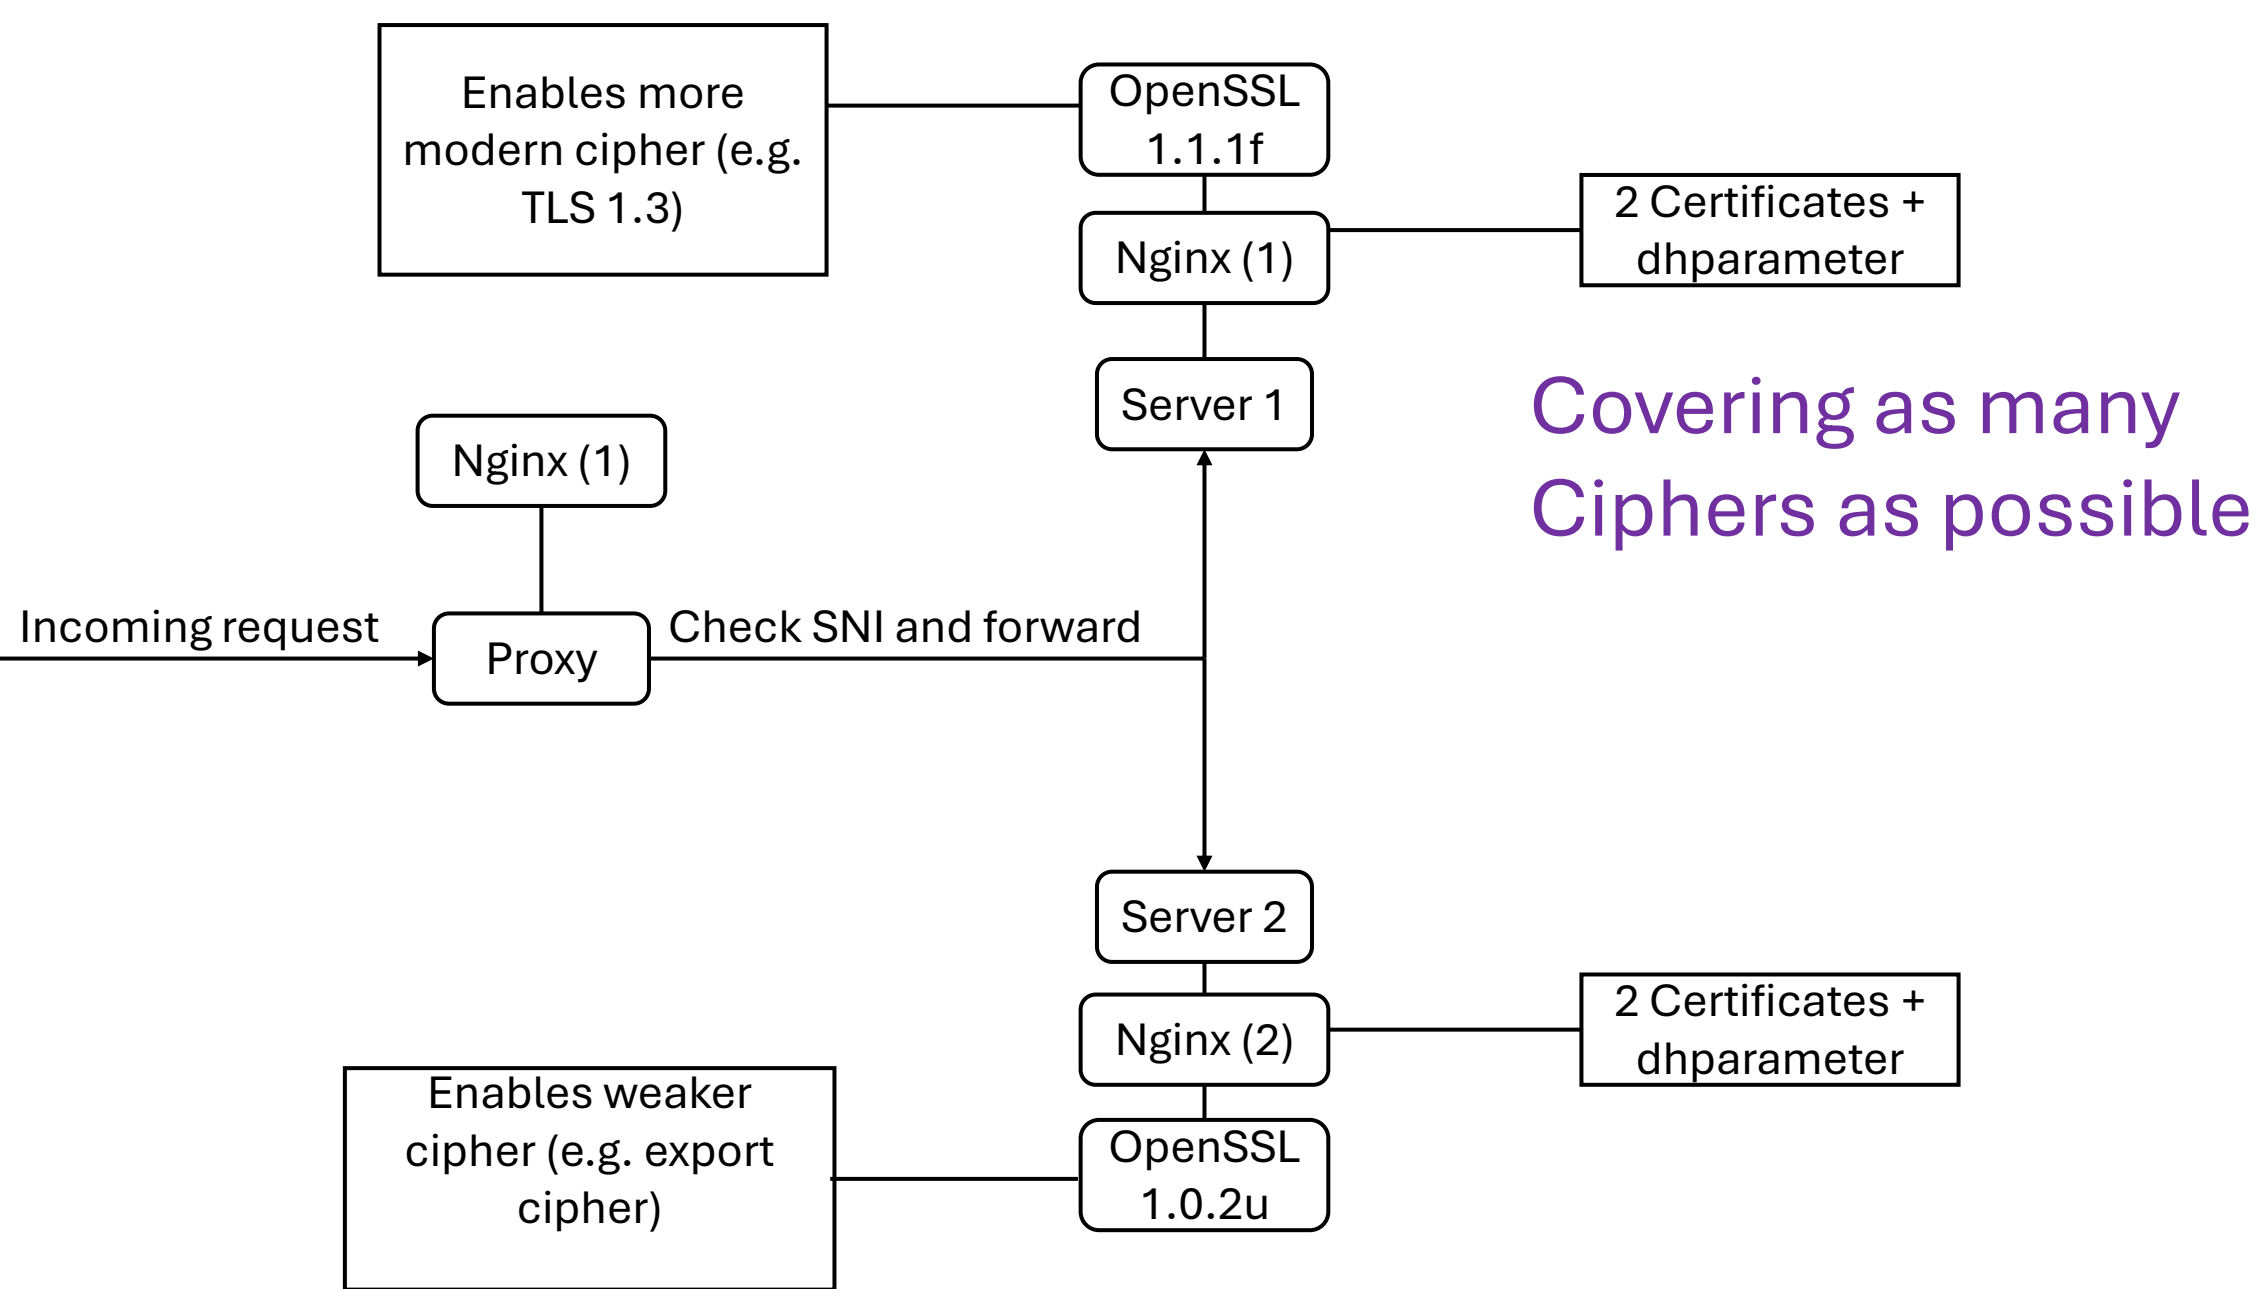 Enables more
modern cipher (e.g.
TLS 1.3)
OpenSSL
1.1.1f
Nginx (1)
2 Certificates +
dhparameter
Server 1
Covering as many
Ciphers as possible
Nginx (1)
Incoming request
Proxy
Check SNI and forward
Server 2
Nginx (2)
2 Certificates +
dhparameter
Enables weaker
cipher (e.g. export
cipher)
OpenSSL
1.0.2u